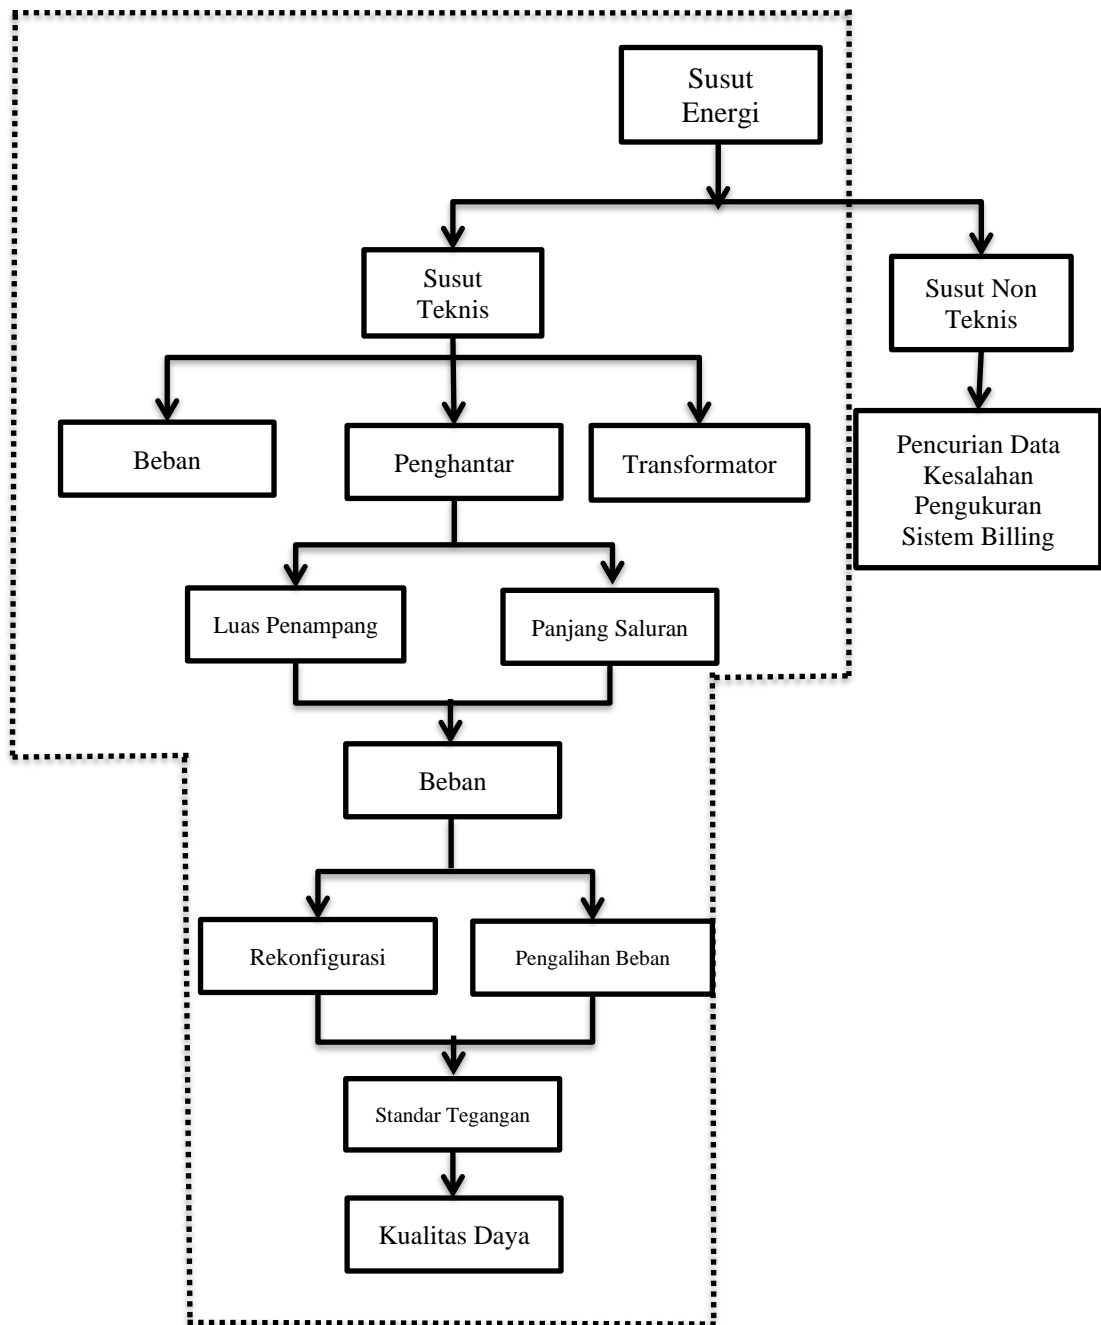 Susut
Energi
Susut
Teknis
Susut Non
Teknis
Beban
Penghantar
Transformator
Pencurian Data
Kesalahan
Pengukuran
Sistem Billing
Luas Penampang
Panjang Saluran
Beban
Rekonfigurasi
Pengalihan Beban
Standar Tegangan
Kualitas Daya